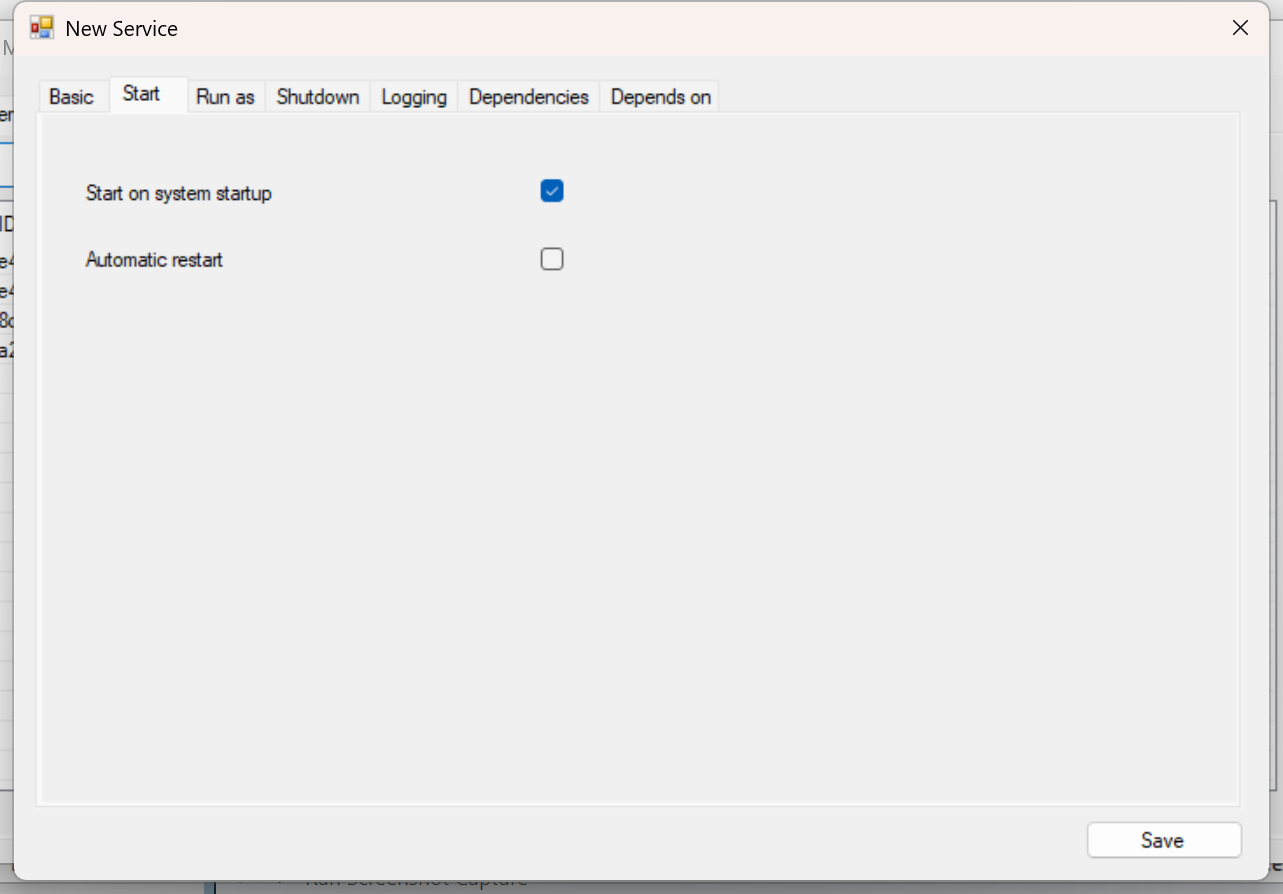 New Service
Basic Start Run as Shutdown Logging Dependencies Depends on
Start on system startup
Automatic restart
Save